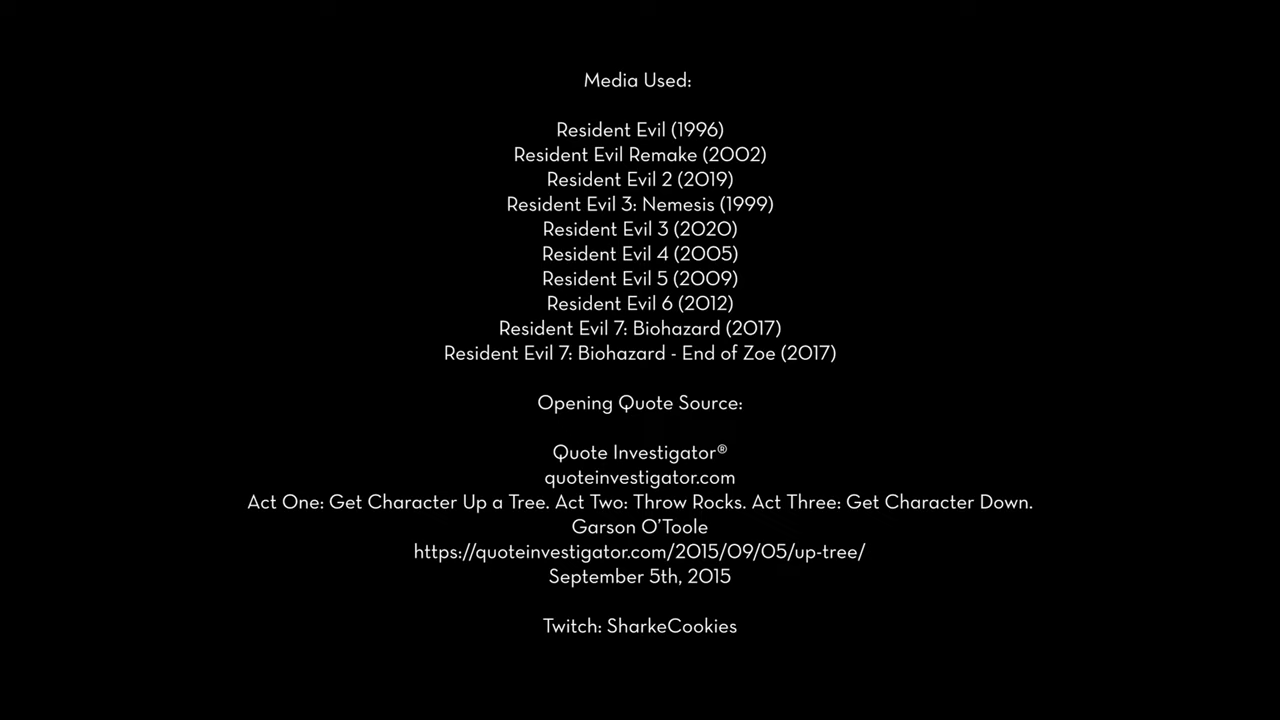 Media Used:
Resident Evil (1996)
Resident Evil Remake (2002)
Resident Evil 2 (2019)
Resident Evil 3: Nemesis (1999)
Resident Evil 3 (2020)
Resident Evil 4 (2005)
Resident Evil 5 (2009)
Resident Evil 6 (2012)
Resident Evil 7: Biohazard (2017)
Resident Evil 7: Biohazard - End of Zoe (2017)
Opening Quote Source:
Quote Investigator®
quoteinvestigator.com
Act One: Get Character Up a Tree. Act Two: Throw Rocks. Act Three: Get Character Down.
Garson O'Toole
https://quoteinvestigator.com/2015/09/05/up-tree/
September 5th, 2015
Twitch: SharkeCookies